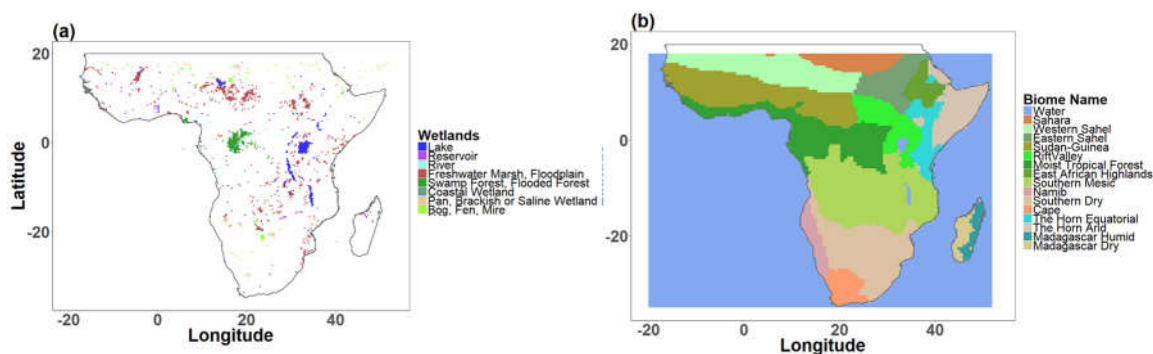 (a)
20
0
-20
Latitude
-20
0
20
40
Longitude
Wetlands
Lake
Reservoir
River
Freshwater Marsh, Floodplain
Swamp Forest, Flooded Forest
Coastal Wetland
Pan, Brackish or Saline Wetland
Bog, Fen, Mire
(b)
20
0
-20
-20
0
20
40
Longitude
Biome Name
Water
Sahara
Western Sahel
Eastern Sahel
Sudan-Guinea
RiftValley
Moist Tropical Forest
East African Highlands
Southern Mesic
Namib
Southern Dry
Cape
The Horn Equatorial
The Horn Arid
Madagascar Humid
Madagascar Dry